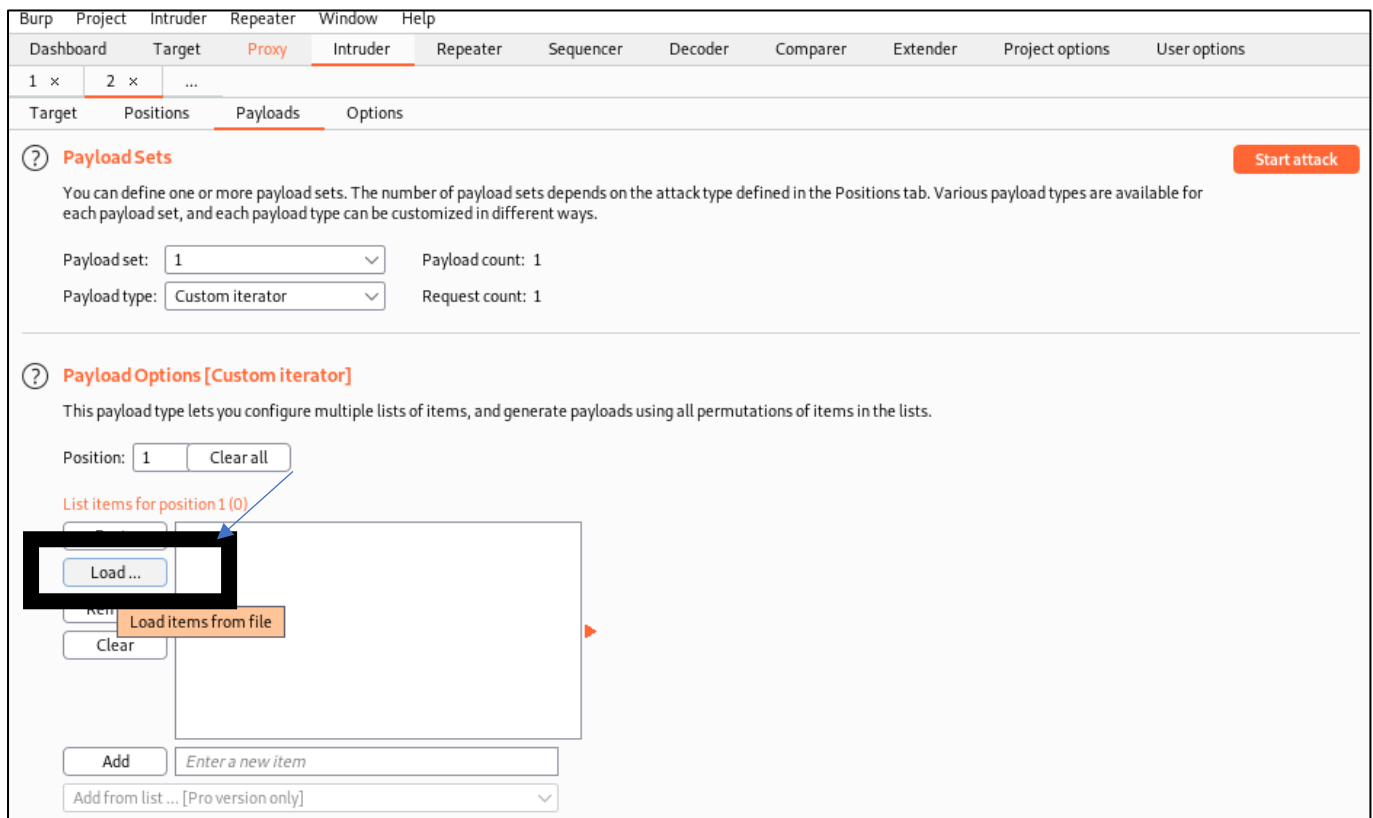 Burp Project Intruder Repeater Window Help
Dashboard Target Proxy Intruder Repeater Sequencer Decoder Comparer Extender Project options User options
1 × 2 × ...
Target Positions Payloads Options
? Payload Sets Start attack
You can define one or more payload sets. The number of payload sets depends on the attack type defined in the Positions tab. Various payload types are available for
each payload set, and each payload type can be customized in different ways.
Payload set: 1 Payload count: 1
Payload type: Custom iterator Request count: 1
? Payload Options [Custom iterator]
This payload type lets you configure multiple lists of items, and generate payloads using all permutations of items in the lists.
Position: 1 Clear all
List items for position 1 (0)
Load ...
Load items from file
Clear
Add Enter a new item
Add from list ... [Pro version only]